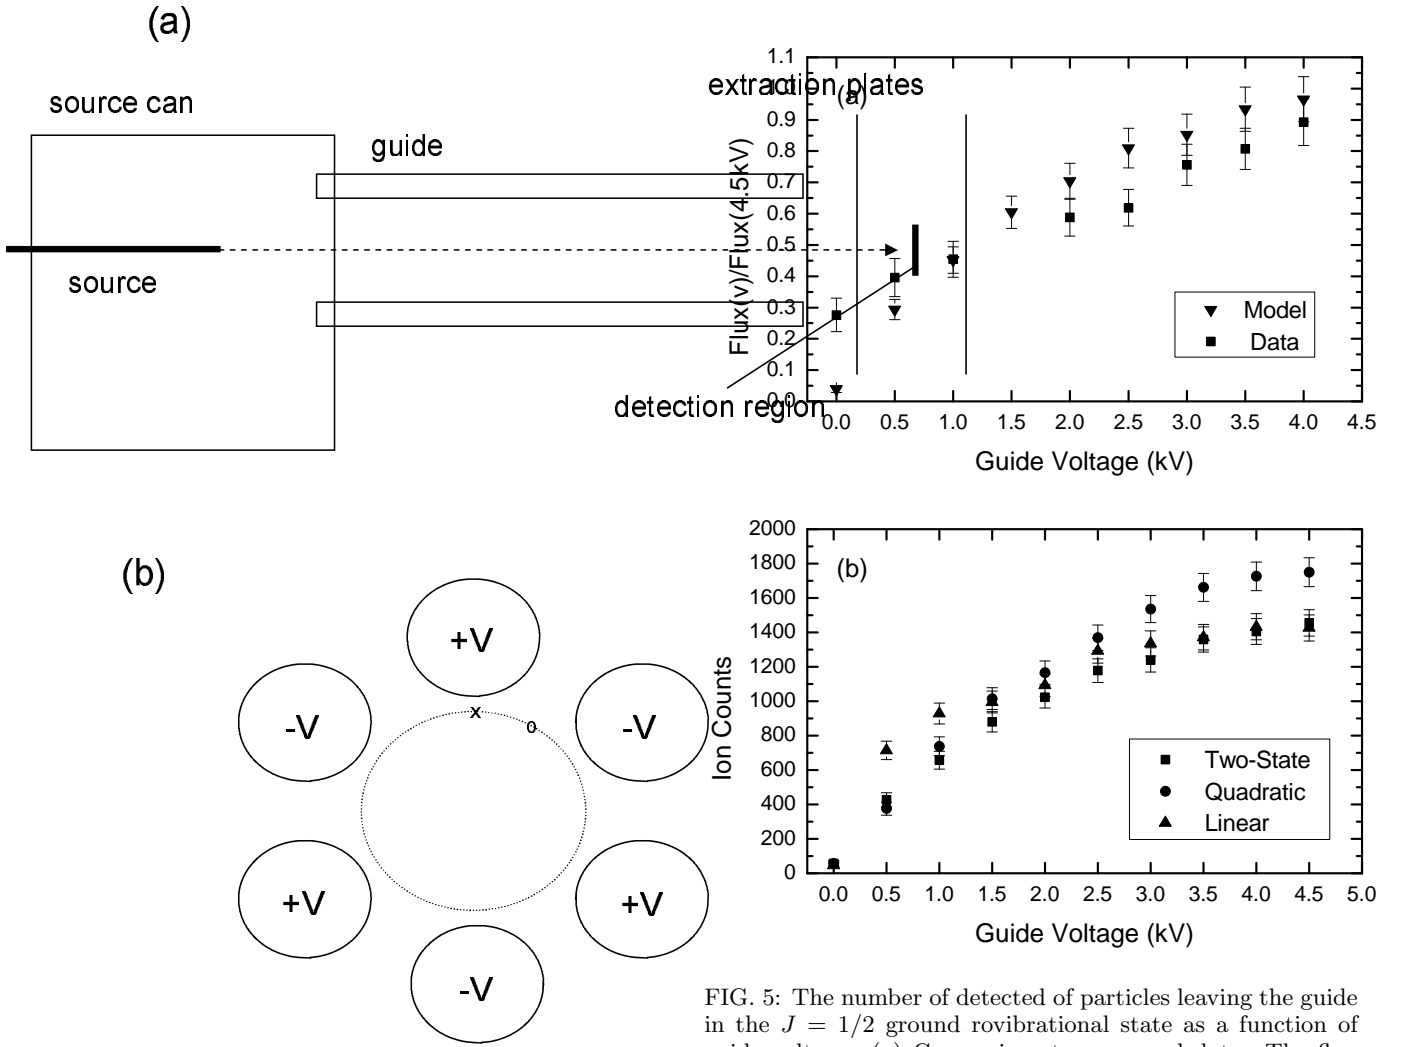 (a)
source can
guide
source
extraction plates
detection region
(b)
+V
-V
-V
x
o
+V
+V
-V
(a)
Flux(v)/Flux(4.5kV)
1.1
1.0
0.9
0.8
0.7
0.6
0.5
0.4
0.3
0.2
0.1
0.0
Model
Data
0.0 0.5 1.0 1.5 2.0 2.5 3.0 3.5 4.0 4.5
Guide Voltage (kV)
(b)
Ion Counts
2000
1800
1600
1400
1200
1000
800
600
400
200
0
Two-State
Quadratic
Linear
0.0 0.5 1.0 1.5 2.0 2.5 3.0 3.5 4.0 4.5 5.0
Guide Voltage (kV)
FIG. 5: The number of detected of particles leaving the guide
in the J = 1/2 ground rovibrational state as a function of